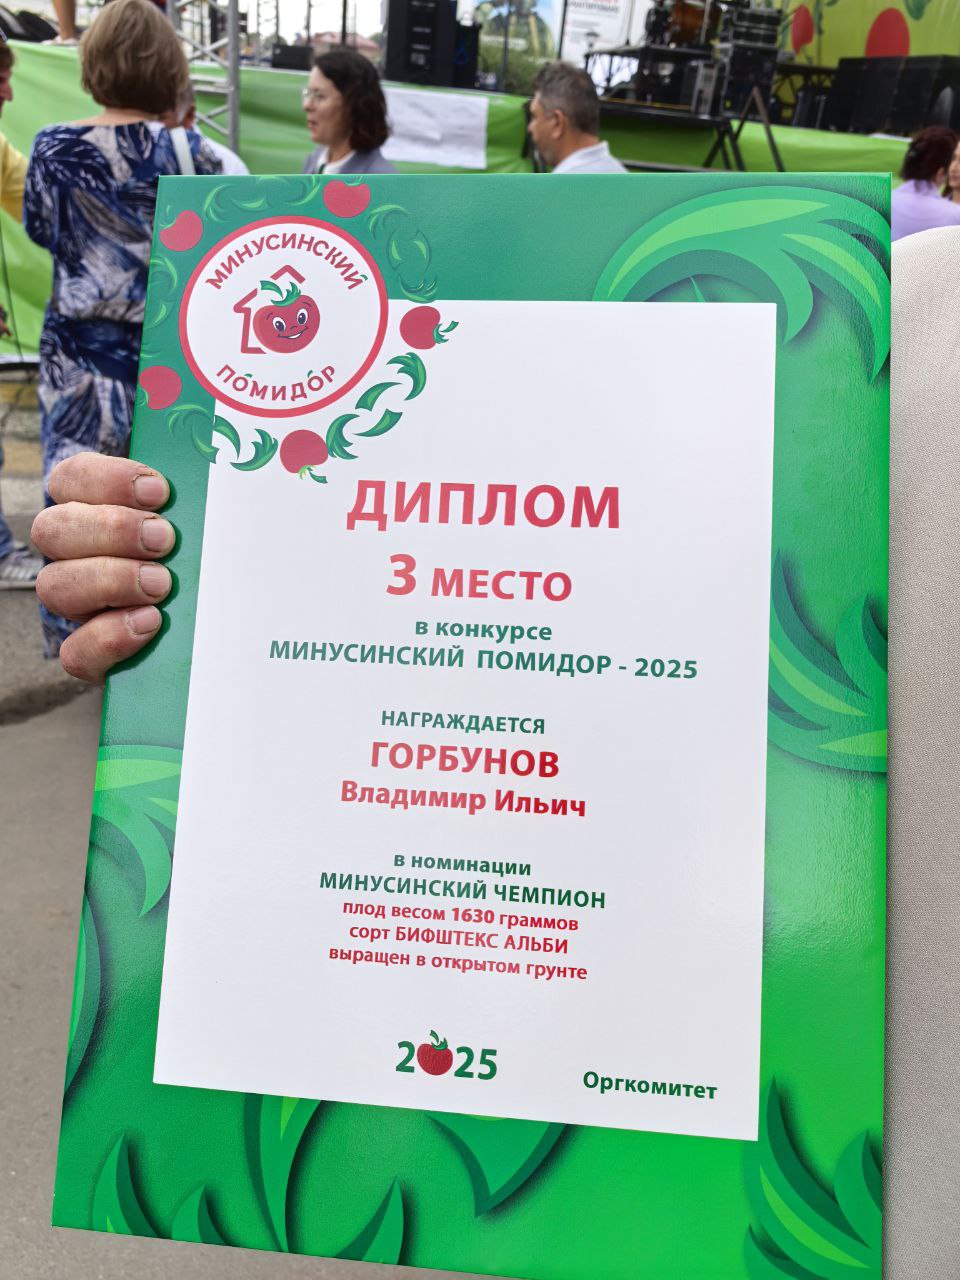 МИНУСИНСКИЙ
ПОМИДОР
ДИПЛОМ
3 МЕСТО
в конкурсе
МИНУСИНСКИЙ ПОМИДОР - 2025
НАГРАЖДАЕТСЯ
ГОРБУНОВ
Владимир Ильич
в номинации
МИНУСИНСКИЙ ЧЕМПИОН
плод весом 1630 граммов
сорт БИФШТЕКС АЛЬБИ
выращен в открытом грунте
2025
Оргкомитет